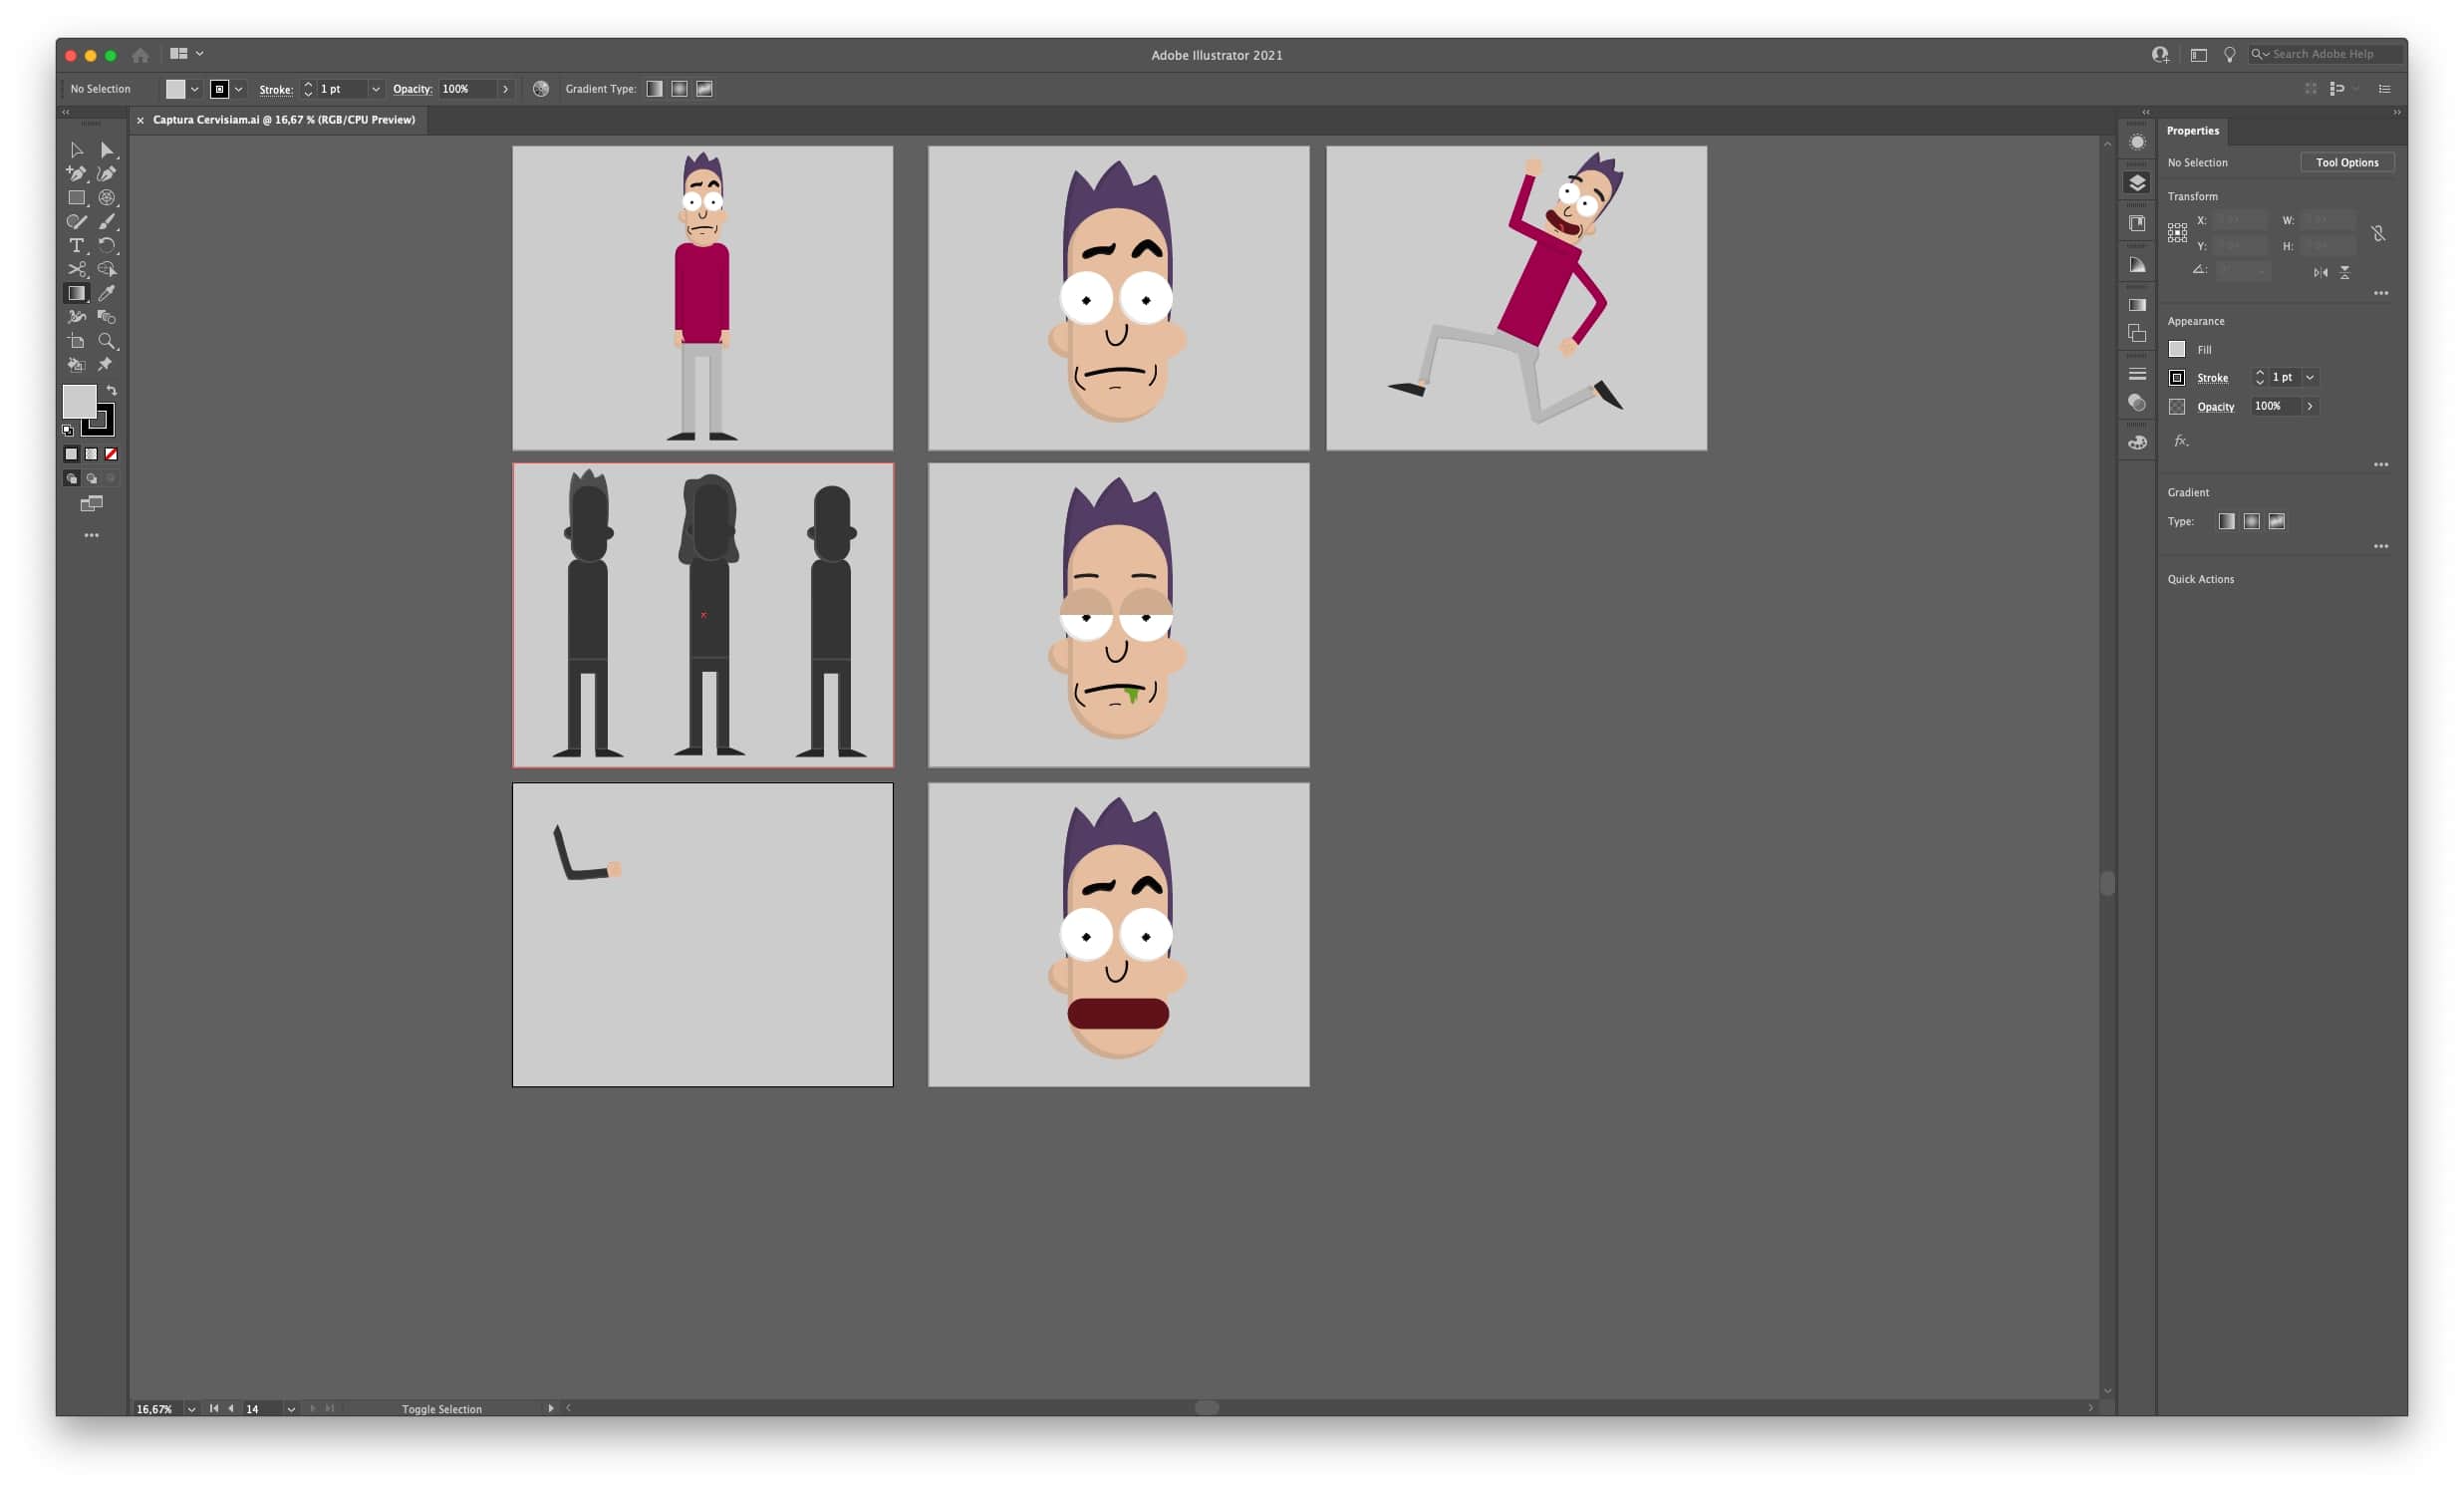 Adobe Illustrator 2021
Search Adobe Help
No Selection
Stroke:
1 pt
Opacity:
100%
Gradient Type:
Captura Cervisiam.ai @ 16,67 % (RGB/CPU Preview)
Properties
No Selection
Tool Options
Transform
X:
W:
Y:
H:
Appearance
Fill
Stroke
1 pt
Opacity
100%
fx.
Gradient
Type:
Quick Actions
16,67%
14
Toggle Selection